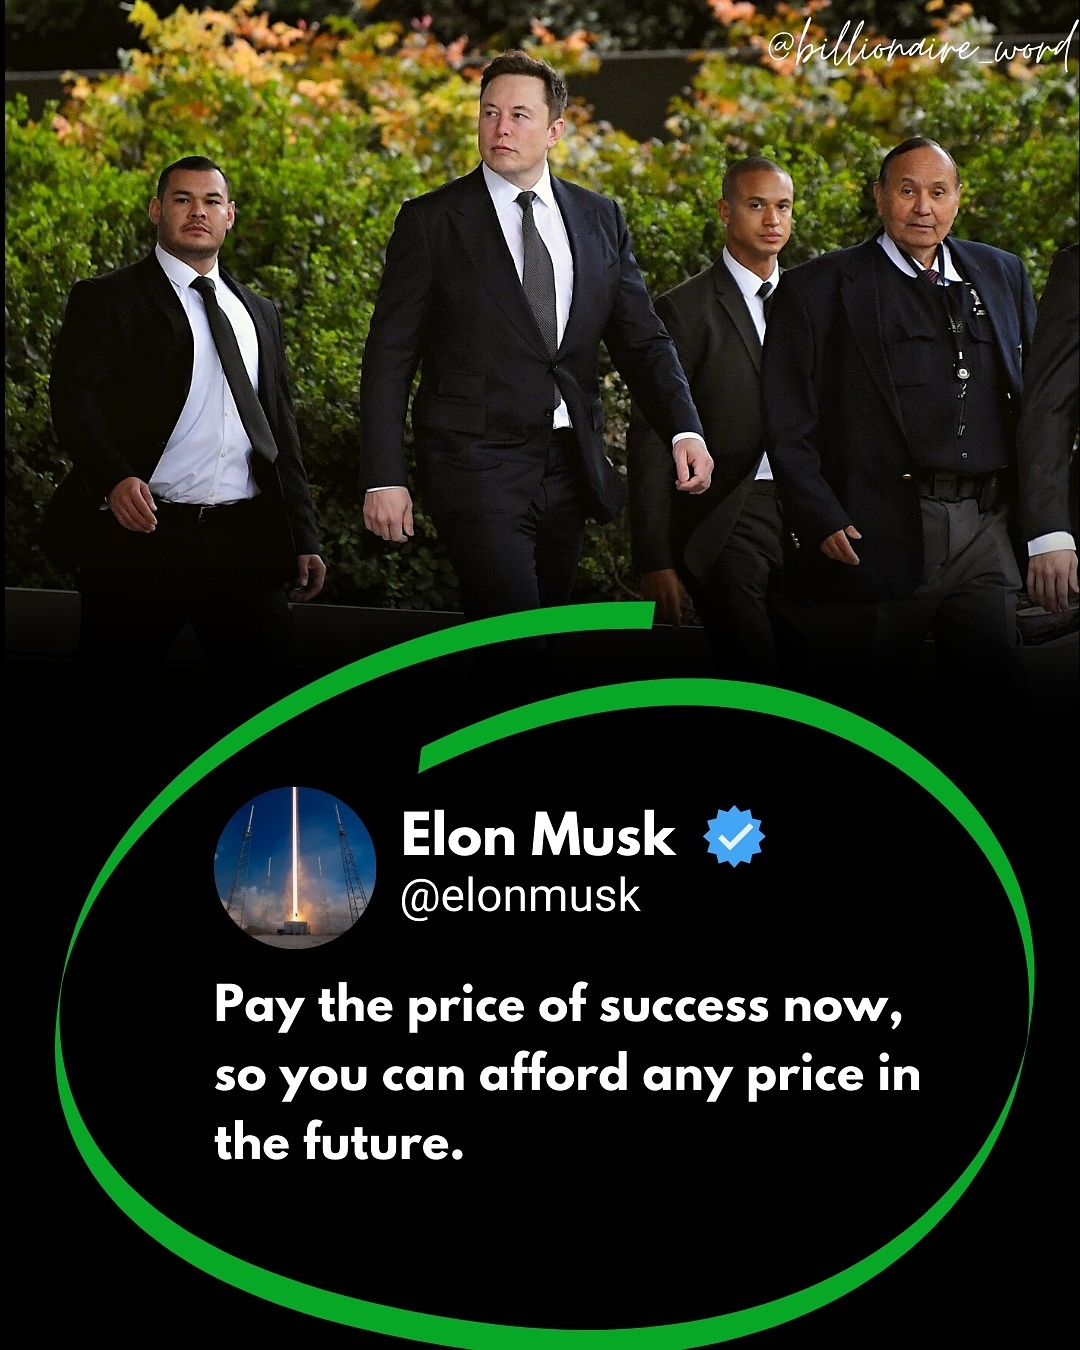 @billionaire_word
Elon Musk
@elonmusk
Pay the price of success now,
so you can afford any price in
the future.